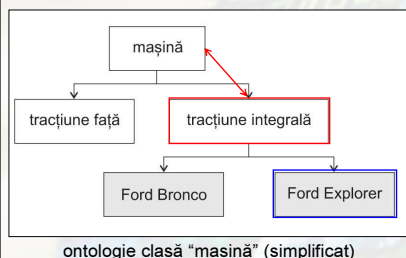 mașină
tracțiune față
tracțiune integrală
Ford Bronco
Ford Explorer
ontologie clasă “mașină” (simplificat)